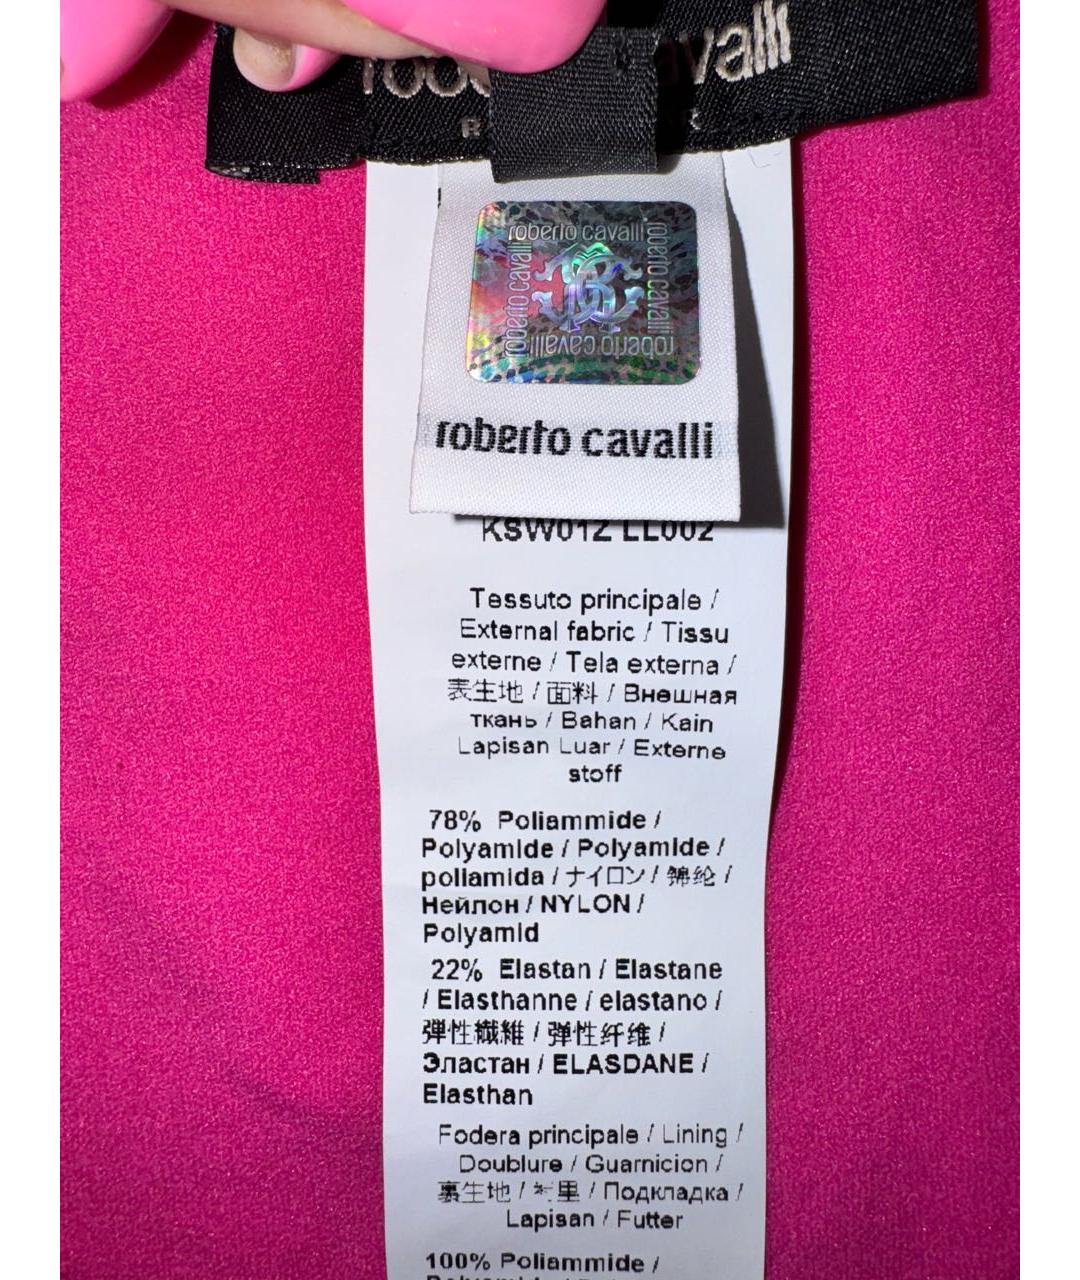 cavalli
roberto cavalli
roberto cavalli
roberto cavalli
roberto cavalli
roberto cavalli
KSW01Z LL002
Tessuto principale /
External fabric / Tissu
externe / Tela externa /
表生地 / 面料 / Внешная
ткань / Bahan / Kain
Lapisan Luar / Externe
stoff
78% Poliammide /
Polyamide / Polyamide /
poliamida / ナイロン / 锦纶 /
Нейлон / NYLON /
Polyamid
22% Elastan / Elastane
/ Elasthanne / elastano /
弾性繊維 / 弹性纤维 /
Эластан / ELASDANE /
Elasthan
Fodera principale / Lining /
Doublure / Guarnicion /
裏生地 / 衬里 / Подкладка /
Lapisan / Futter
100% Poliammide /